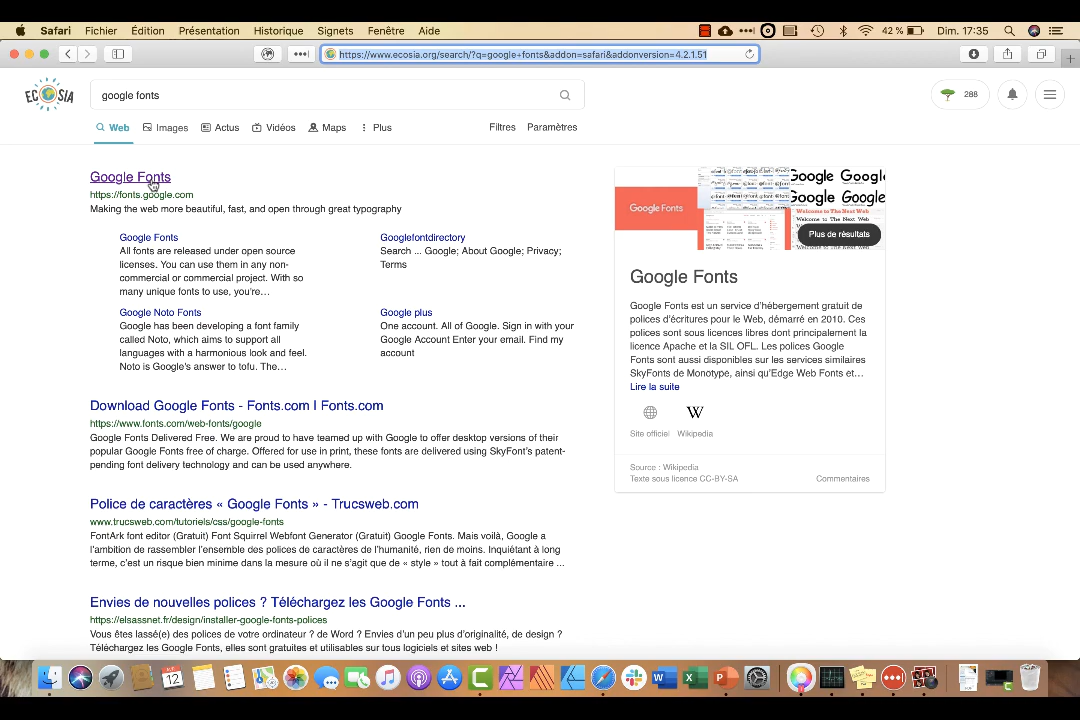 Safari Fichier Édition Présentation Historique Signets Fenêtre Aide 42 % Dim. 17:35
https://www.ecosia.org/search/?q=google+fonts&addon=safari&addonversion=4.2.1.51
ECOSIA
google fonts
288
Web Images Actus Vidéos Maps Plus Filtres Paramètres
Google Fonts
https://fonts.google.com
Making the web more beautiful, fast, and open through great typography
Google Fonts
All fonts are released under open source
licenses. You can use them in any non-
commercial or commercial project. With so
many unique fonts to use, you're…
Googlefontdirectory
Search ... Google; About Google; Privacy;
Terms
Google Noto Fonts
Google has been developing a font family
called Noto, which aims to support all
languages with a harmonious look and feel.
Noto is Google's answer to tofu. The…
Google plus
One account. All of Google. Sign in with your
Google Account Enter your email. Find my
account
Download Google Fonts - Fonts.com | Fonts.com
https://www.fonts.com/web-fonts/google
Google Fonts Delivered Free. We are proud to have teamed up with Google to offer desktop versions of their
popular Google Fonts free of charge. Offered for use in print, these fonts are delivered using SkyFont's patent-
pending font delivery technology and can be used anywhere.
Police de caractères « Google Fonts » - Trucsweb.com
www.trucsweb.com/tutoriels/css/google-fonts
FontArk font editor (Gratuit) Font Squirrel Webfont Generator (Gratuit) Google Fonts. Mais voilà, Google a
l'ambition de rassembler l'ensemble des polices de caractères de l'humanité, rien de moins. Inquiétant à long
terme, c'est un risque bien minime dans la mesure où il ne s'agit que de « style » tout à fait complémentaire ...
Envies de nouvelles polices ? Téléchargez les Google Fonts ...
https://elsassnet.fr/design/installer-google-fonts-polices
Vous êtes lassé(e) des polices de votre ordinateur ? de Word ? Envies d'un peu plus d'originalité, de design ?
Téléchargez les Google Fonts, elles sont gratuites et utilisables sur tous logiciels et sites web !
Google Fonts
Google Googl
Google Googl
Welcome to The Next Web
Plus de résultats
Google Fonts
Google Fonts est un service d'hébergement gratuit de
polices d'écritures pour le Web, démarré en 2010. Ces
polices sont sous licences libres dont principalement la
licence Apache et la SIL OFL. Les polices Google
Fonts sont aussi disponibles sur les services similaires
SkyFonts de Monotype, ainsi qu'Edge Web Fonts et…
Lire la suite
W
Site officiel Wikipedia
Source : Wikipedia
Texte sous licence CC-BY-SA Commentaires
12